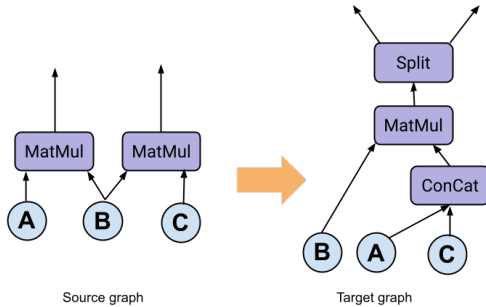 Split
MatMul
MatMul
MatMul
ConCat
A
B
C
B
A
C
Source graph
Target graph